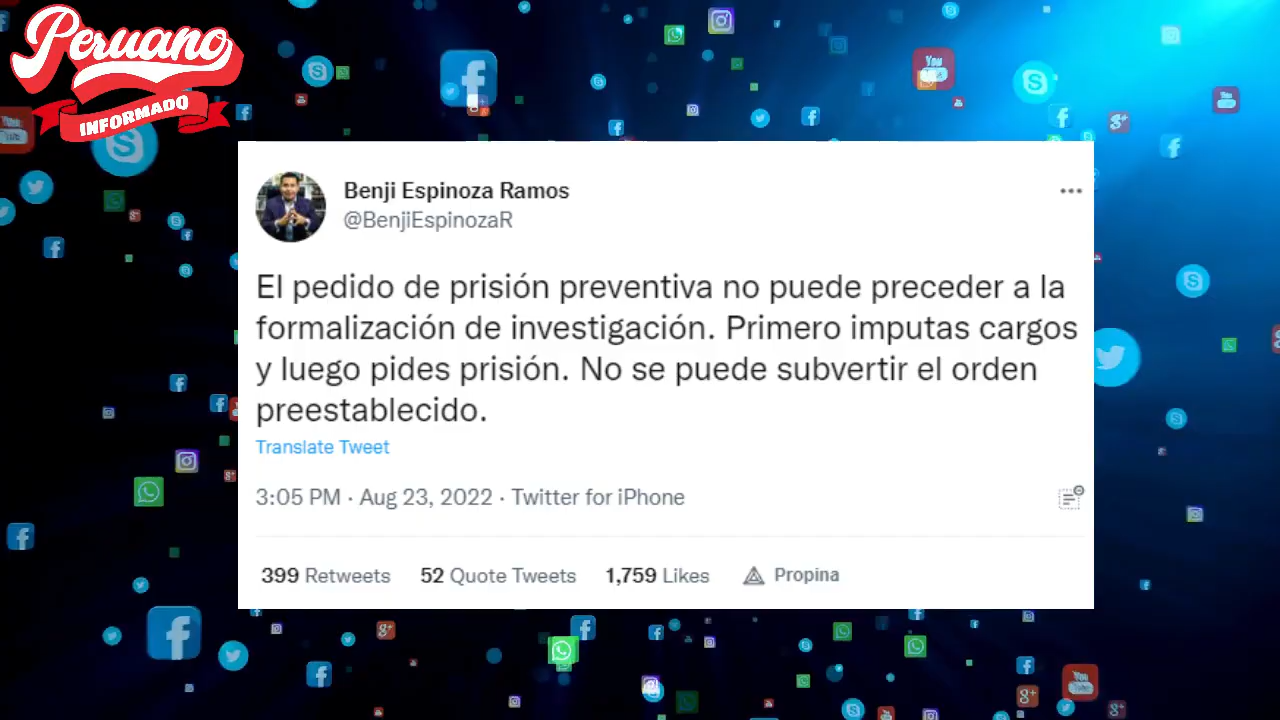 Peruano
INFORMADO
Benji Espinoza Ramos
@BenjiEspinozaR
El pedido de prisión preventiva no puede preceder a la
formalización de investigación. Primero imputas cargos
y luego pides prisión. No se puede subvertir el orden
preestablecido.
Translate Tweet
3:05 PM · Aug 23, 2022 · Twitter for iPhone
399 Retweets 52 Quote Tweets 1,759 Likes Propina
You